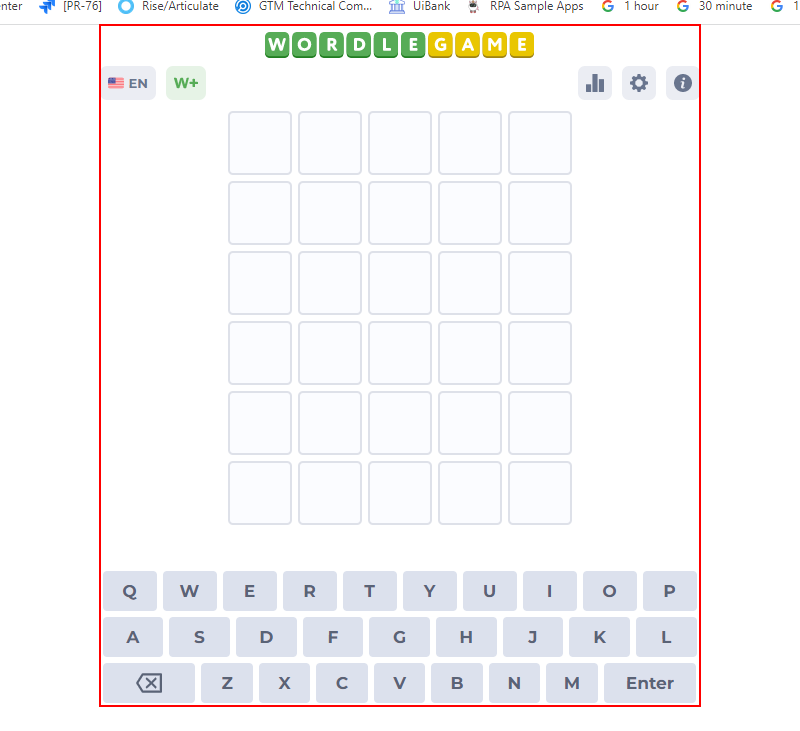 nter [PR-76] Rise/Articulate GTM Technical Com... UiBank RPA Sample Apps 1 hour 30 minute 1
WORDLEGAME
EN W+
Q W E R T Y U I O P
A S D F G H J K L
Z X C V B N M Enter